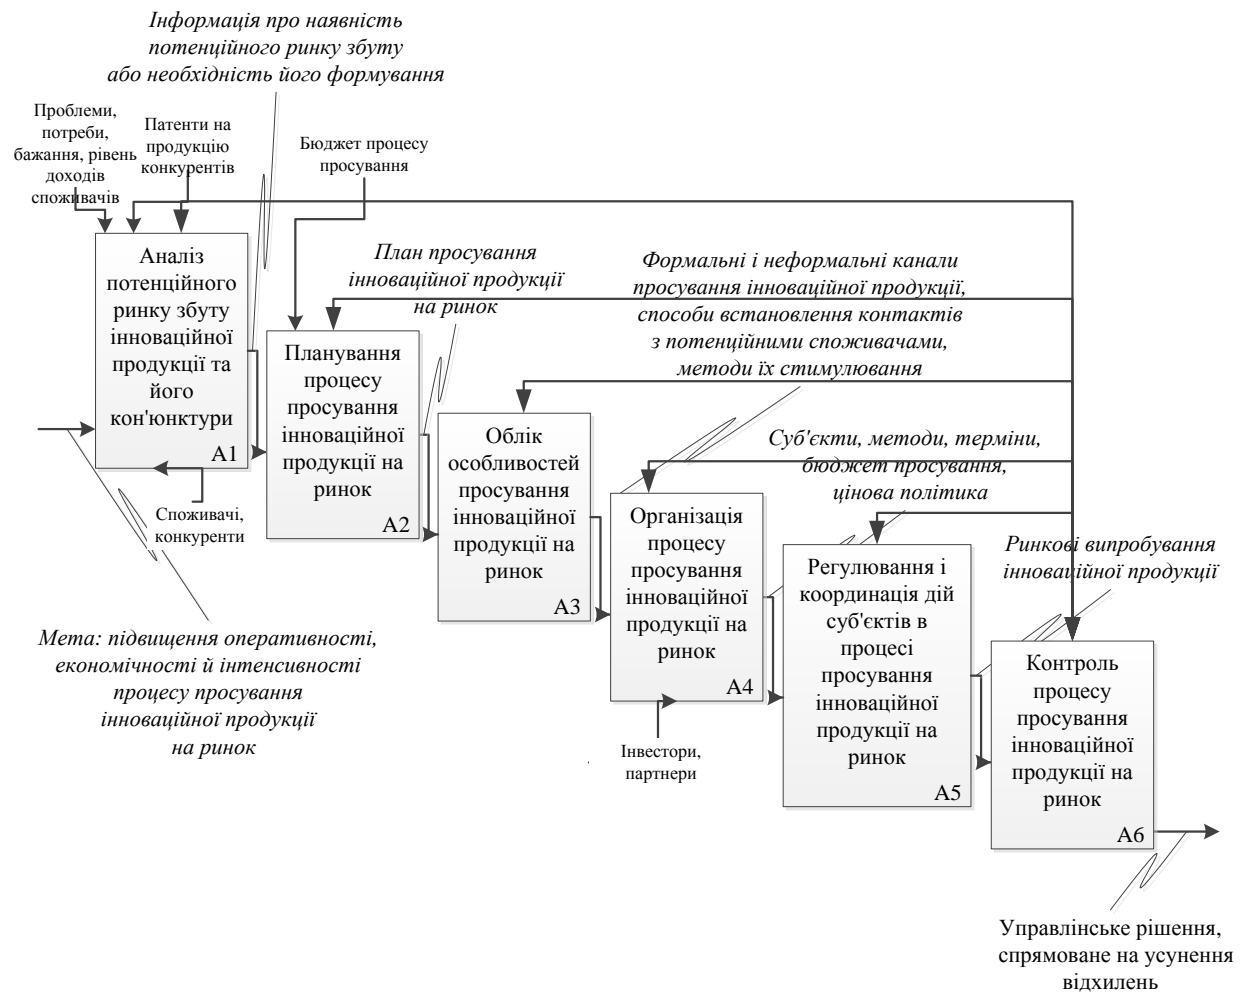 Інформація про наявність
потенційного ринку збуту
або необхідність його формування
Проблеми,
потреби,
бажання, рівень
доходів
споживачів
Патенти на
продукцію
конкурентів
Бюджет процесу
просування
Аналіз
потенційного
ринку збуту
інноваційної
продукції та
його
кон'юнктури
А1
План просування
інноваційної продукції
на ринок
Формальні і неформальні канали
просування інноваційної продукції,
способи встановлення контактів
з потенційними споживачами,
методи їх стимулювання
Планування
процесу
просування
інноваційної
продукції на
ринок
А2
Облік
особливостей
просування
інноваційної
продукції на
ринок
А3
Суб'єкти, методи, терміни,
бюджет просування,
цінова політика
Споживачі,
конкуренти
Організація
процесу
просування
інноваційної
продукції на
ринок
А4
Ринкові випробування
інноваційної продукції
Регулювання і
координація дій
суб'єктів в
процесі
просування
інноваційної
продукції на
ринок
А5
Мета: підвищення оперативності,
економічності й інтенсивності
процесу просування
інноваційної продукції
на ринок
Контроль
процесу
просування
інноваційної
продукції на
ринок
А6
Інвестори,
партнери
Управлінське рішення,
спрямоване на усунення
відхилень